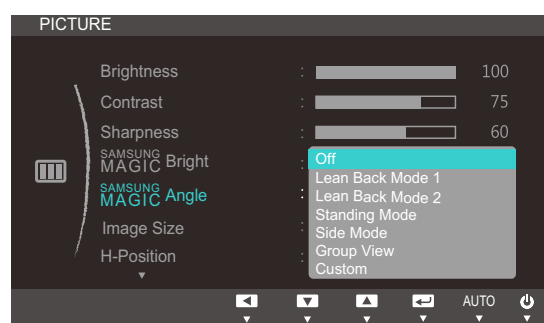 PICTURE
Brightness : 100
Contrast : 75
Sharpness : 60
SAMSUNG
MAGIC Bright :
SAMSUNG
MAGIC Angle :
Image Size :
H-Position :
Off
Lean Back Mode 1
Lean Back Mode 2
Standing Mode
Side Mode
Group View
Custom
AUTO